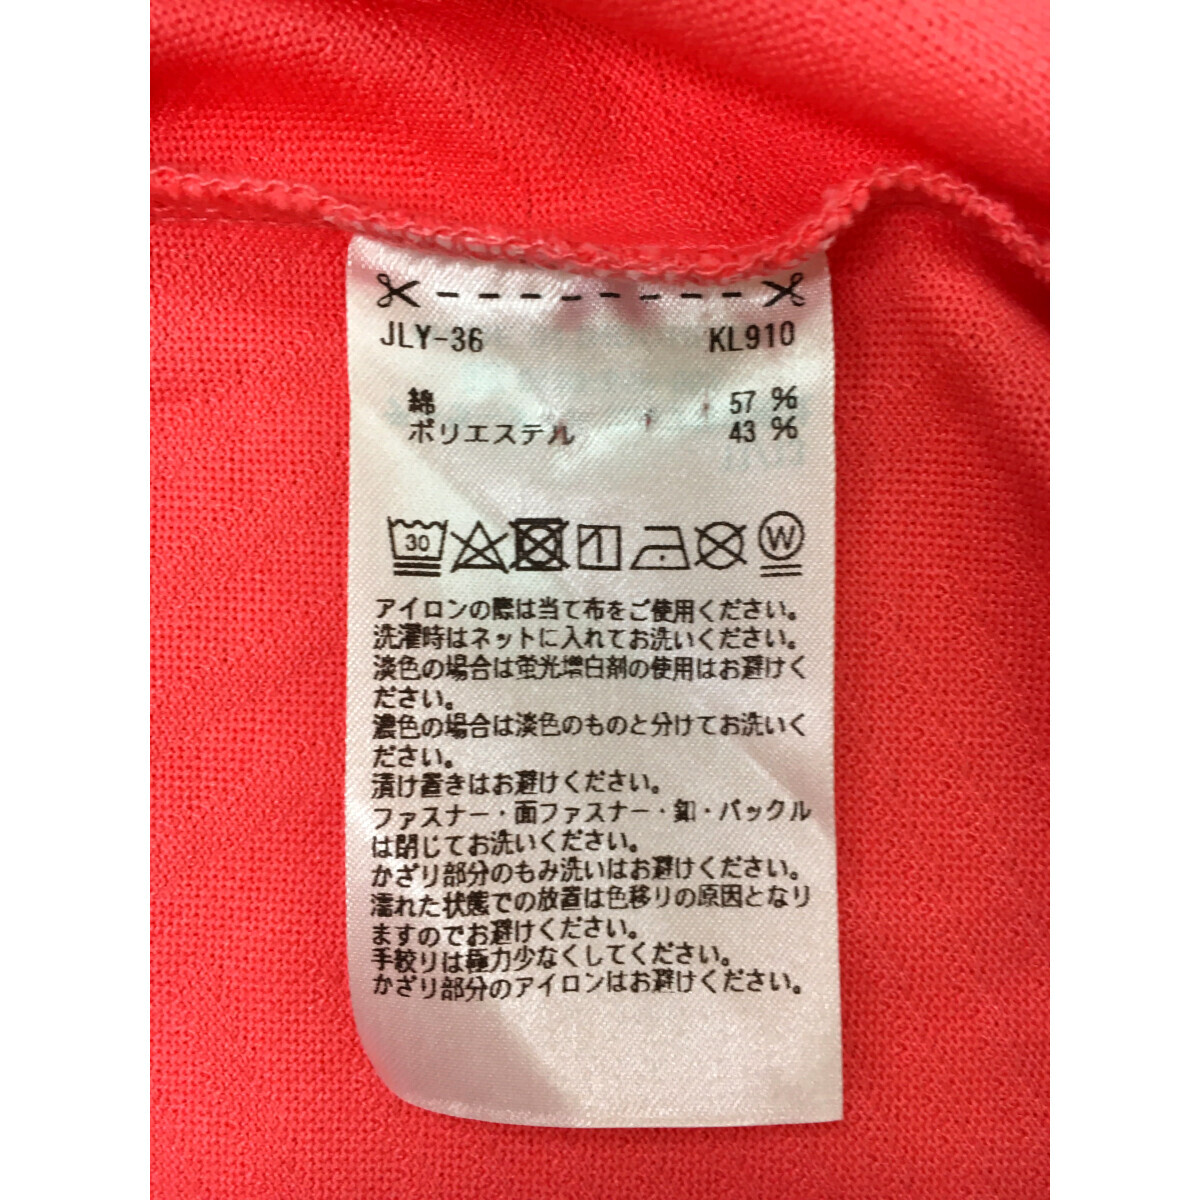 JLY-36 KL910
綿 57 %
ポリエステル 43 %
30 W
アイロンの際は当て布をご使用ください。
洗濯時はネットに入れてお洗いください。
淡色の場合は蛍光増白剤の使用はお避けく
ださい。
濃色の場合は淡色のものと分けてお洗いく
ださい。
漬け置きはお避けください。
ファスナー・面ファスナー・釦・バックル
は閉じてお洗いください。
かざり部分のもみ洗いはお避けください。
濡れた状態での放置は色移りの原因となり
ますのでお避けください。
手絞りは極力少なくしてください。
かざり部分のアイロンはお避けください。